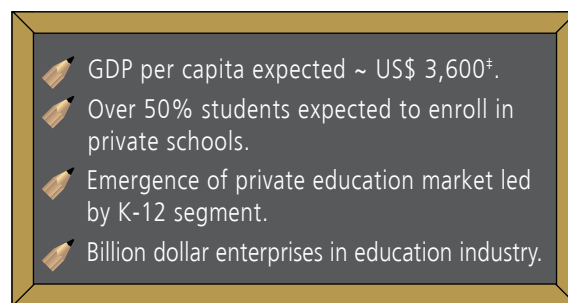 GDP per capita expected ~ US$ 3,600‡.
Over 50% students expected to enroll in
private schools.
Emergence of private education market led
by K-12 segment.
Billion dollar enterprises in education industry.